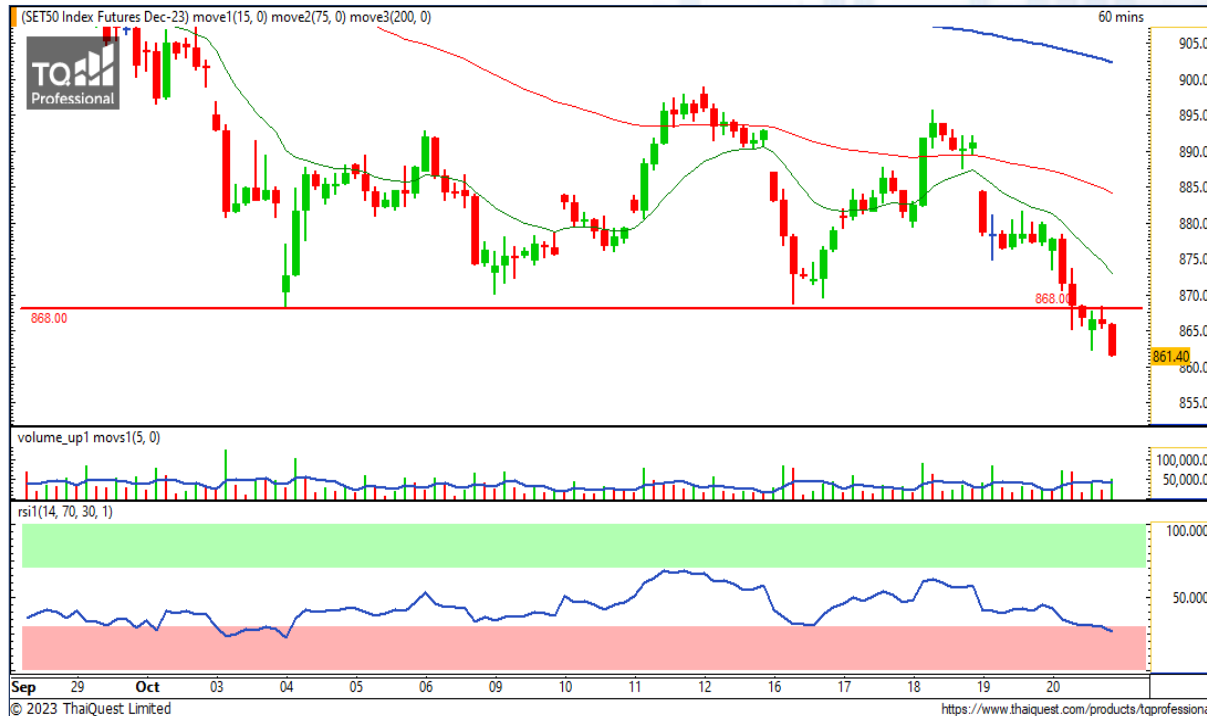 (SET50 Index Futures Dec-23) move1(15, 0) move2(75, 0) move3(200, 0) 60 mins
TQ
Professional
905.0
900.0
895.0
890.0
885.0
880.0
875.0
870.0
865.0
861.40
860.0
855.0
868.00
868.00
volume_up1 movs1(5, 0)
100,000.0
50,000.0
rsi1(14, 70, 30, 1)
100.000
50.000
Sep 29 Oct 03 04 05 06 09 10 11 12 16 17 18 19 20
© 2023 ThaiQuest Limited https://www.thaiquest.com/products/tqprofessional